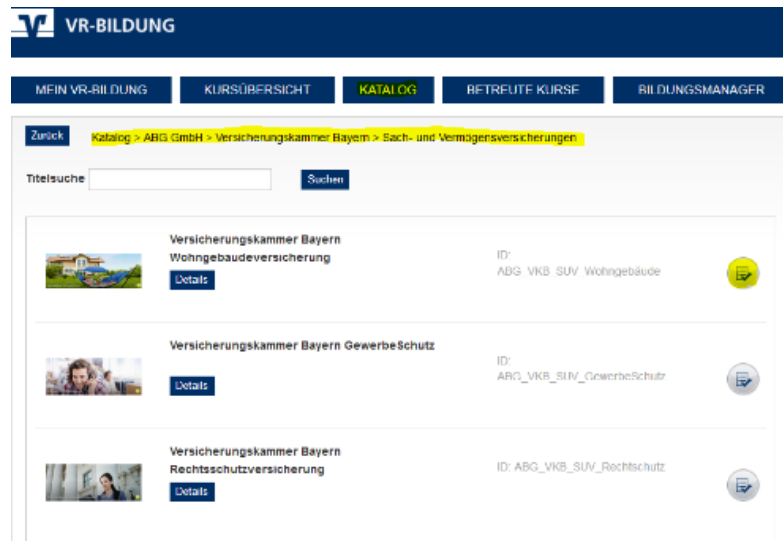 VR-BILDUNG
MEIN VR-BILDUNG KURSÜBERSICHT KATALOG BETREUTE KURSE BILDUNGSMANAGER
Zurück Katalog > ABG GmbH > Versicherungskammer Bayern > Sach- und Vermögensversicherungen
Titelsuche Suchen
Versicherungskammer Bayern
Wohngebäudeversicherung
Details
ID:
ABG_VKB_SUV_Wohngebäude
Versicherungskammer Bayern GewerbeSchutz
Details
ID:
ABG_VKB_SUV_GewerbeSchutz
Versicherungskammer Bayern
Rechtsschutzversicherung
Details
ID: ABG_VKB_SUV_Rechtschutz